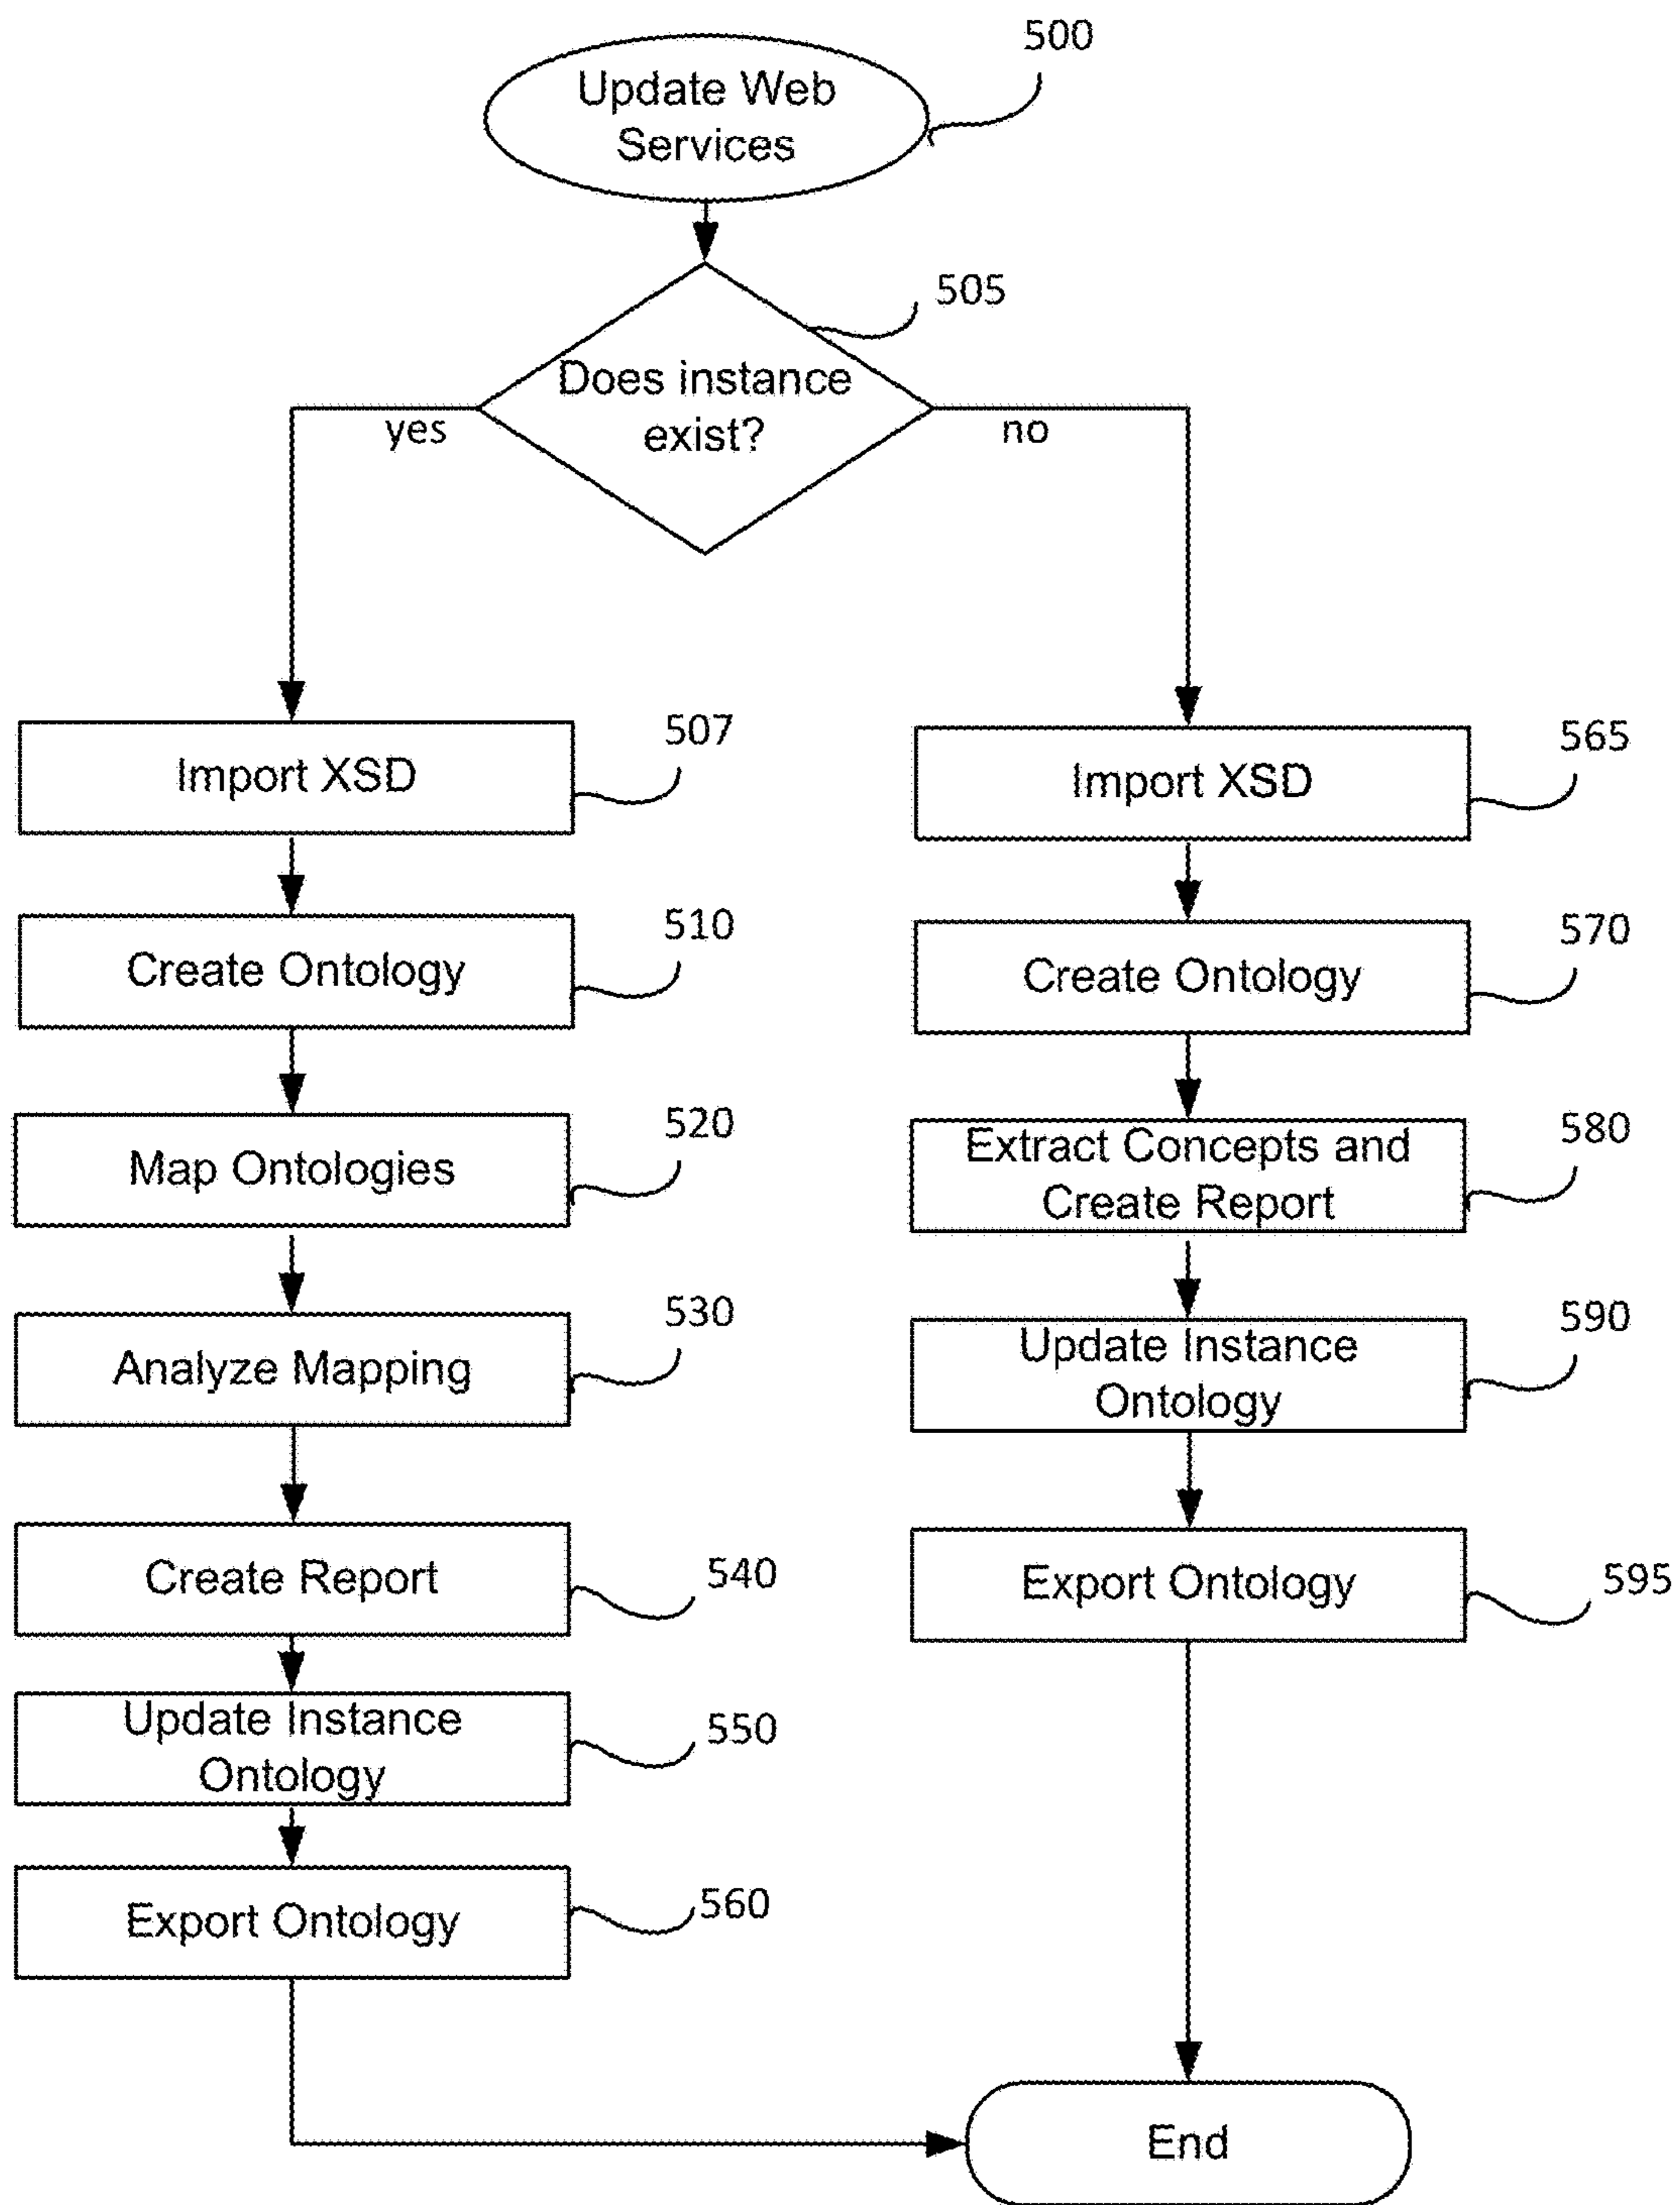 500
Update Web
Services
505
Does instance
exist?
yes
no
Import XSD
507
Create Ontology
510
Map Ontologies
520
Analyze Mapping
530
Create Report
540
Update Instance
Ontology
550
Export Ontology
560
Import XSD
565
Create Ontology
570
Extract Concepts and
Create Report
580
Update Instance
Ontology
590
Export Ontology
595
End